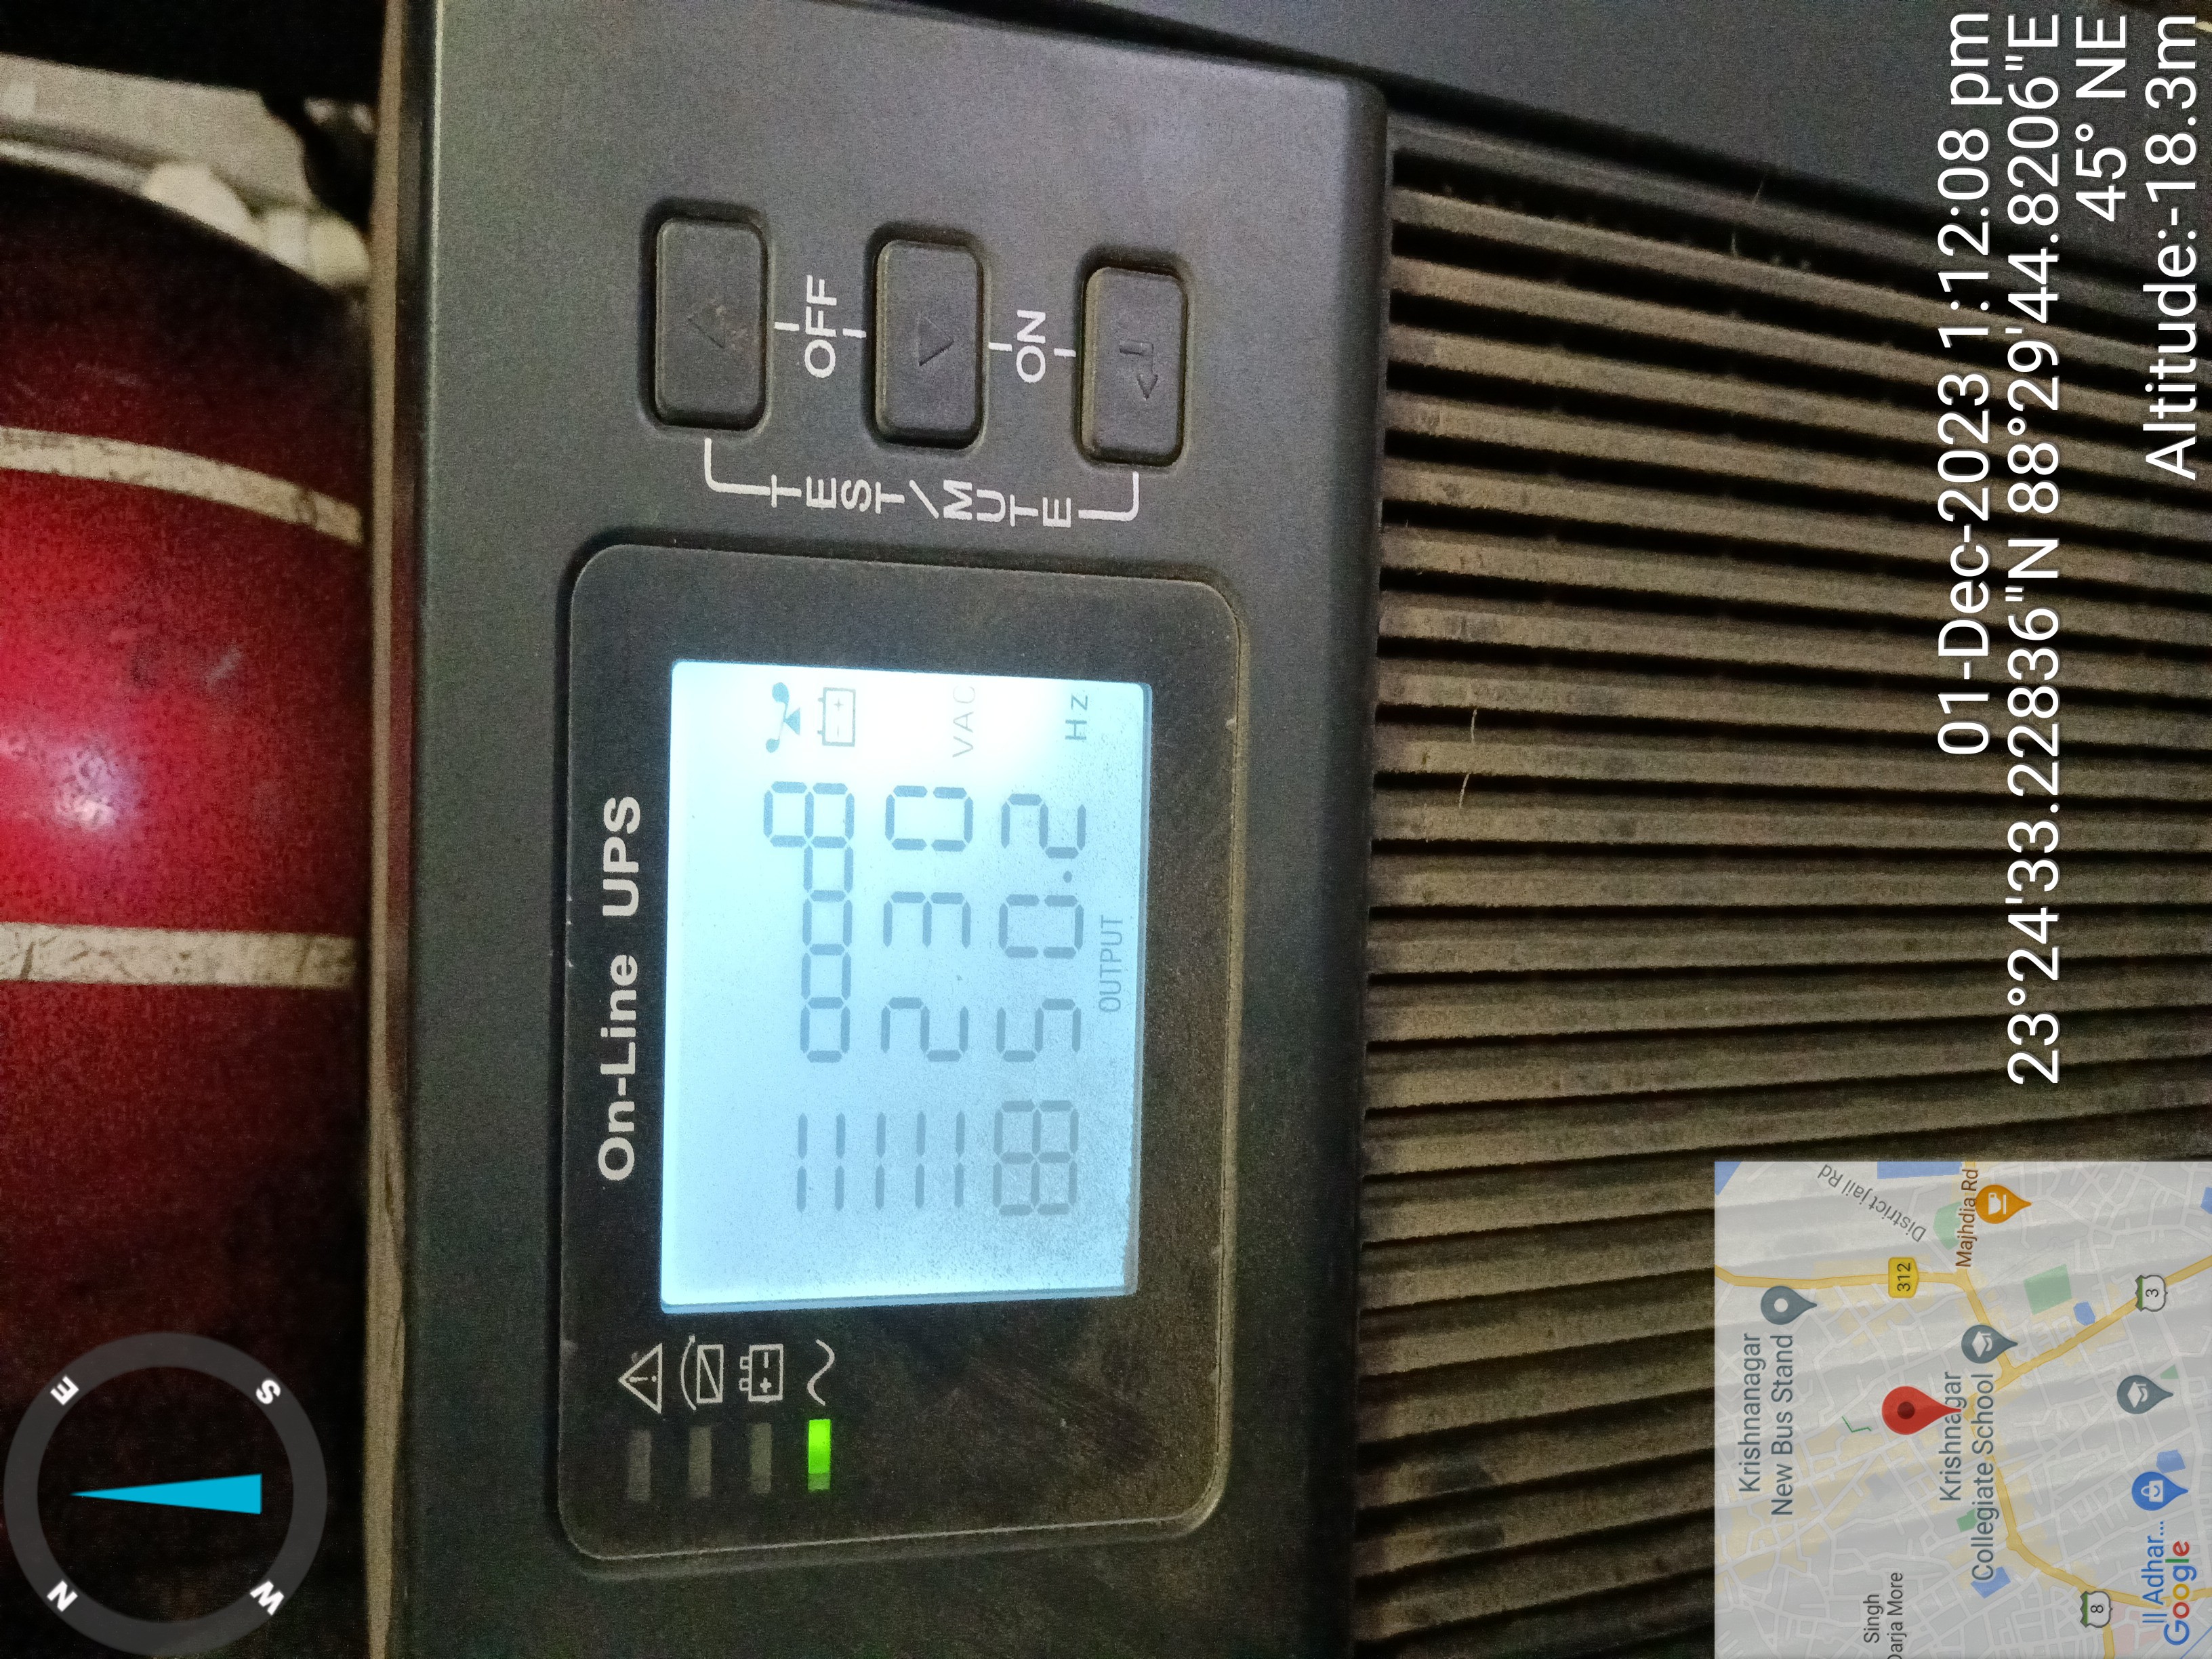 N
E
W
S
On-Line UPS
230
VAC
50.2
Hz
OUTPUT
TEST/MUTE
OFF
ON
Krishnanagar
New Bus Stand
District jail Rd
Singh
Darja More
312
Krishnagar
Collegiate School
Majhdia Rd
8
3
|| Adhar...
Google
01-Dec-2023 1:12:08 pm
23°24'33.22836"N 88°29'44.8206"E
45° NE
Altitude:-18.3m